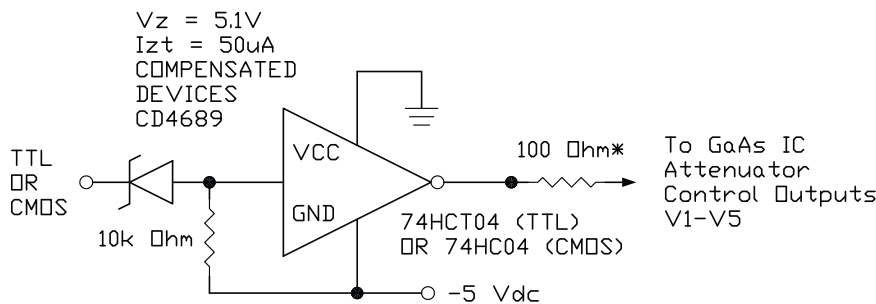 Vz = 5.1V
Izt = 50uA
COMPENSATED
DEVICES
CD4689
TTL
OR
CMOS
10k Ohm
VCC
GND
100 Ohm*
74HCT04 (TTL)
OR 74HC04 (CMOS)
-5 Vdc
To GaAs IC
Attenuator
Control Outputs
V1-V5